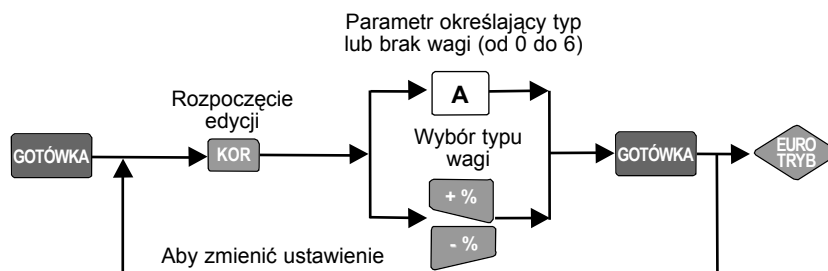 Parametr określający typ
lub brak wagi (od 0 do 6)
Rozpoczęcie
edycji
A
Wybór typu
wagi
GOTÓWKA
KOR
GOTÓWKA
EURO
TRYB
+ %
- %
Aby zmienić ustawienie